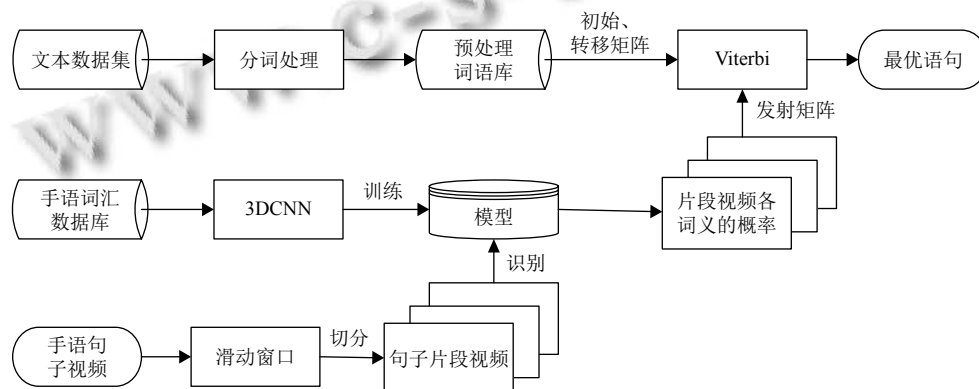 文本数据集
分词处理
预处理
词语库
初始、
转移矩阵
Viterbi
最优语句
发射矩阵
手语词汇
数据库
3DCNN
训练
模型
片段视频各
词义的概率
识别
手语句
子视频
滑动窗口
切分
句子片段视频